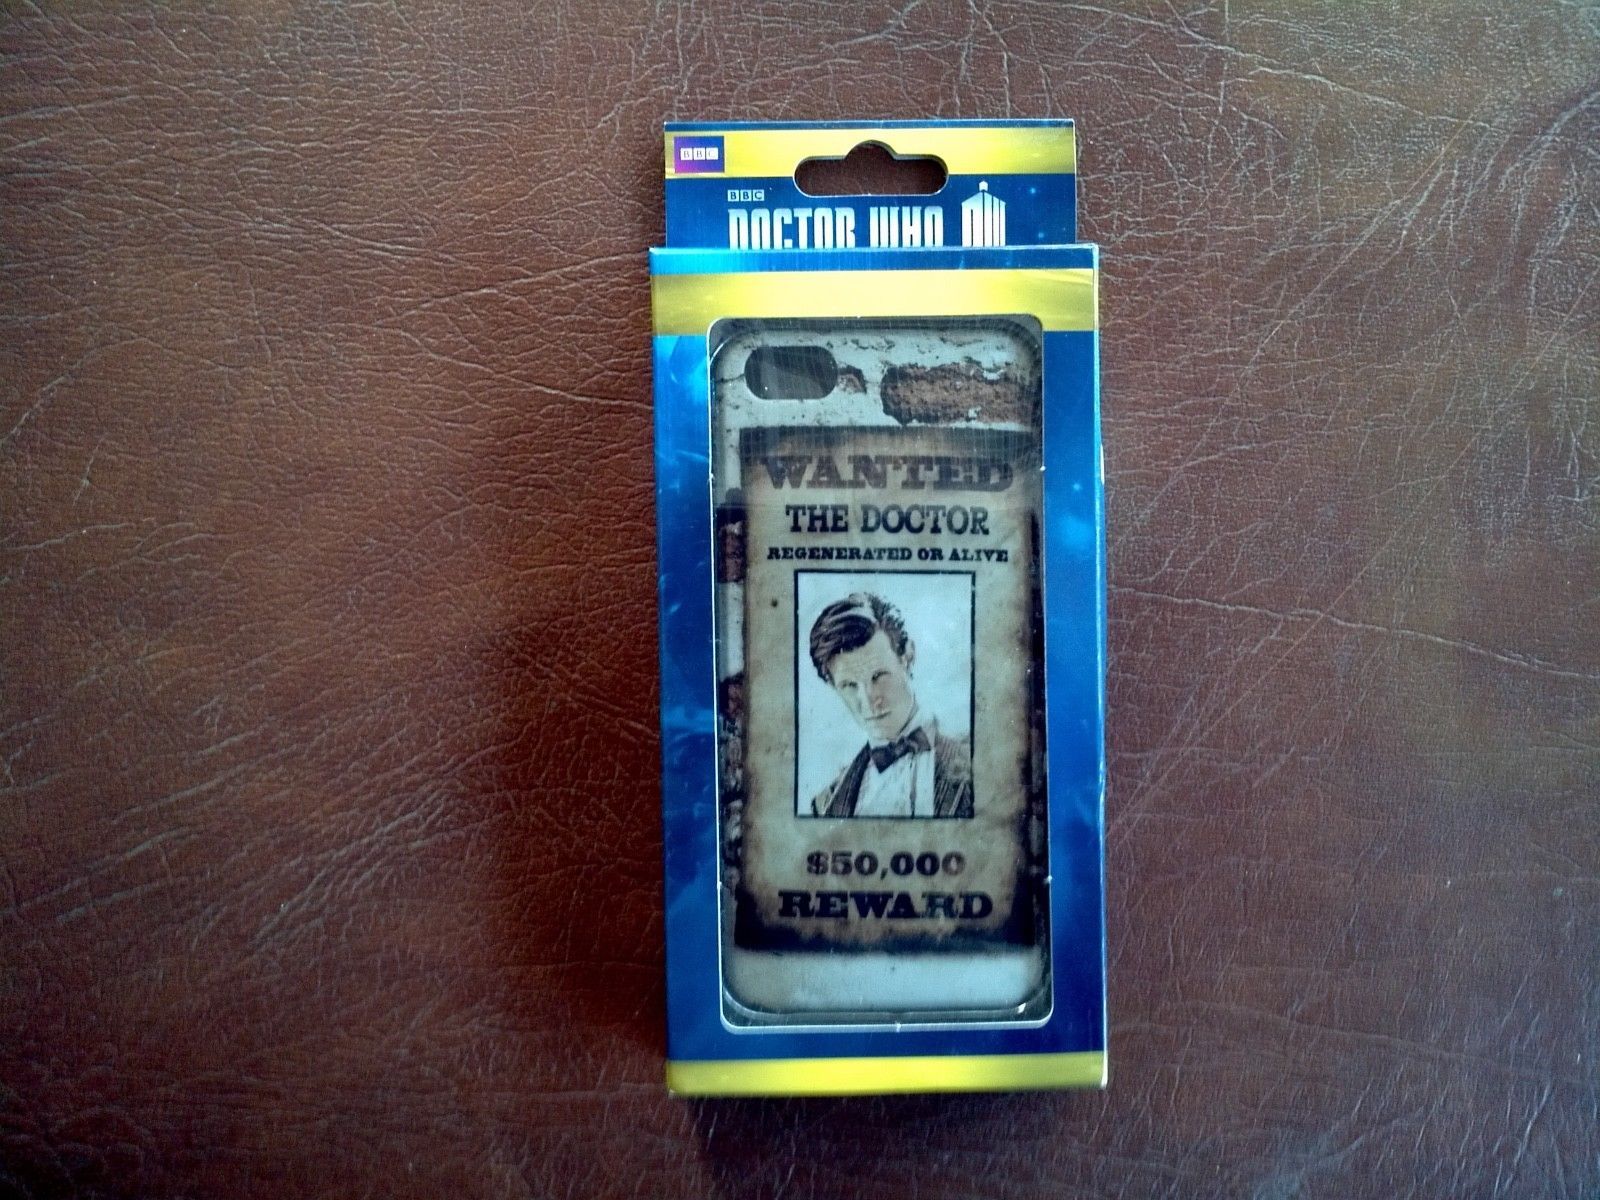 BBC
BBC
DOCTOR WHO
WANTED
THE DOCTOR
REGENERATED OR ALIVE
$50,000
REWARD